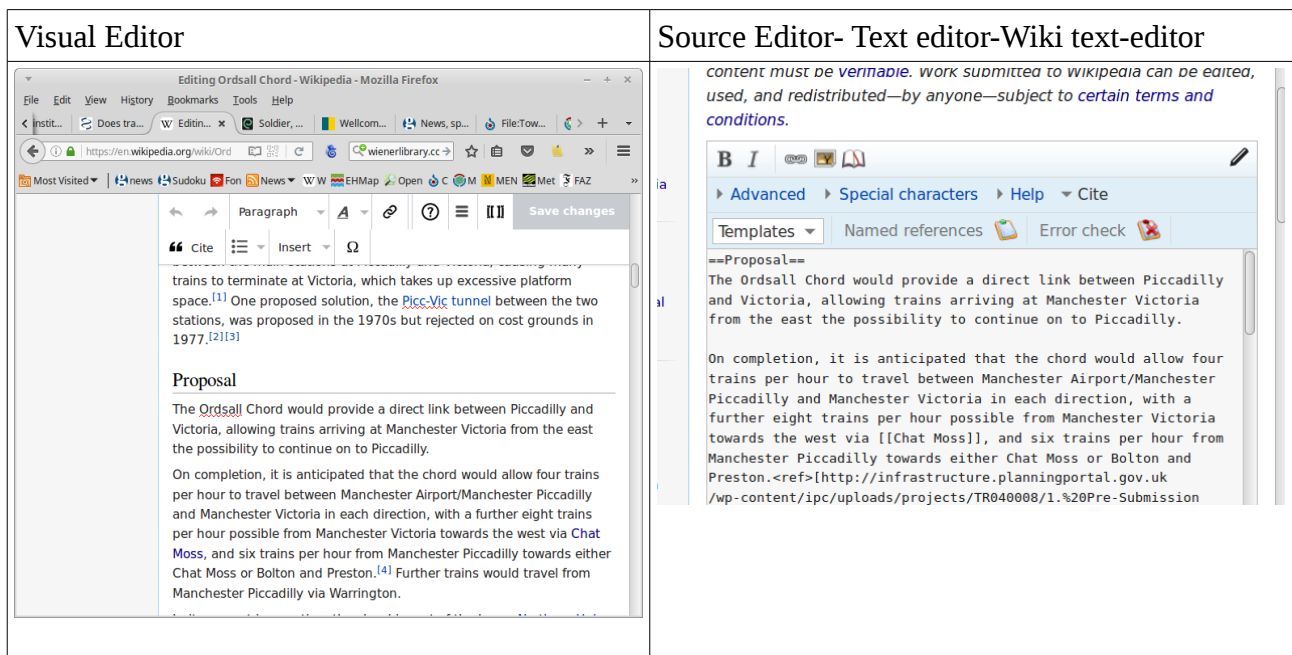 Visual Editor
Editing Ordsall Chord - Wikipedia - Mozilla Firefox
File Edit View History Bookmarks Tools Help
instit... Does tra... Editin... Soldier, ... Wellcom... News, sp... File:Tow...
https://en.wikipedia.org/wiki/Ord wienerlibrary.cc
Most Visited news Sudoku Fon News W EHMap Open C M MEN Met FAZ
Paragraph A Save changes
Cite Insert Ω
trains to terminate at Victoria, which takes up excessive platform
space.[1] One proposed solution, the Picc-Vic tunnel between the two
stations, was proposed in the 1970s but rejected on cost grounds in
1977.[2][3]
Proposal
The Ordsall Chord would provide a direct link between Piccadilly and
Victoria, allowing trains arriving at Manchester Victoria from the east
the possibility to continue on to Piccadilly.
On completion, it is anticipated that the chord would allow four trains
per hour to travel between Manchester Airport/Manchester Piccadilly
and Manchester Victoria in each direction, with a further eight trains
per hour possible from Manchester Victoria towards the west via Chat
Moss, and six trains per hour from Manchester Piccadilly towards either
Chat Moss or Bolton and Preston.[4] Further trains would travel from
Manchester Piccadilly via Warrington.
Source Editor- Text editor-Wiki text-editor
content must be verifiable. Work submitted to Wikipedia can be edited,
used, and redistributed—by anyone—subject to certain terms and
conditions.
B I
Advanced Special characters Help Cite
Templates Named references Error check
==Proposal==
The Ordsall Chord would provide a direct link between Piccadilly
and Victoria, allowing trains arriving at Manchester Victoria
from the east the possibility to continue on to Piccadilly.
On completion, it is anticipated that the chord would allow four
trains per hour to travel between Manchester Airport/Manchester
Piccadilly and Manchester Victoria in each direction, with a
further eight trains per hour possible from Manchester Victoria
towards the west via [[Chat Moss]], and six trains per hour from
Manchester Piccadilly towards either Chat Moss or Bolton and
Preston.<ref>[http://infrastructure.planningportal.gov.uk
/wp-content/ipc/uploads/projects/TR040008/1.%20Pre-Submission